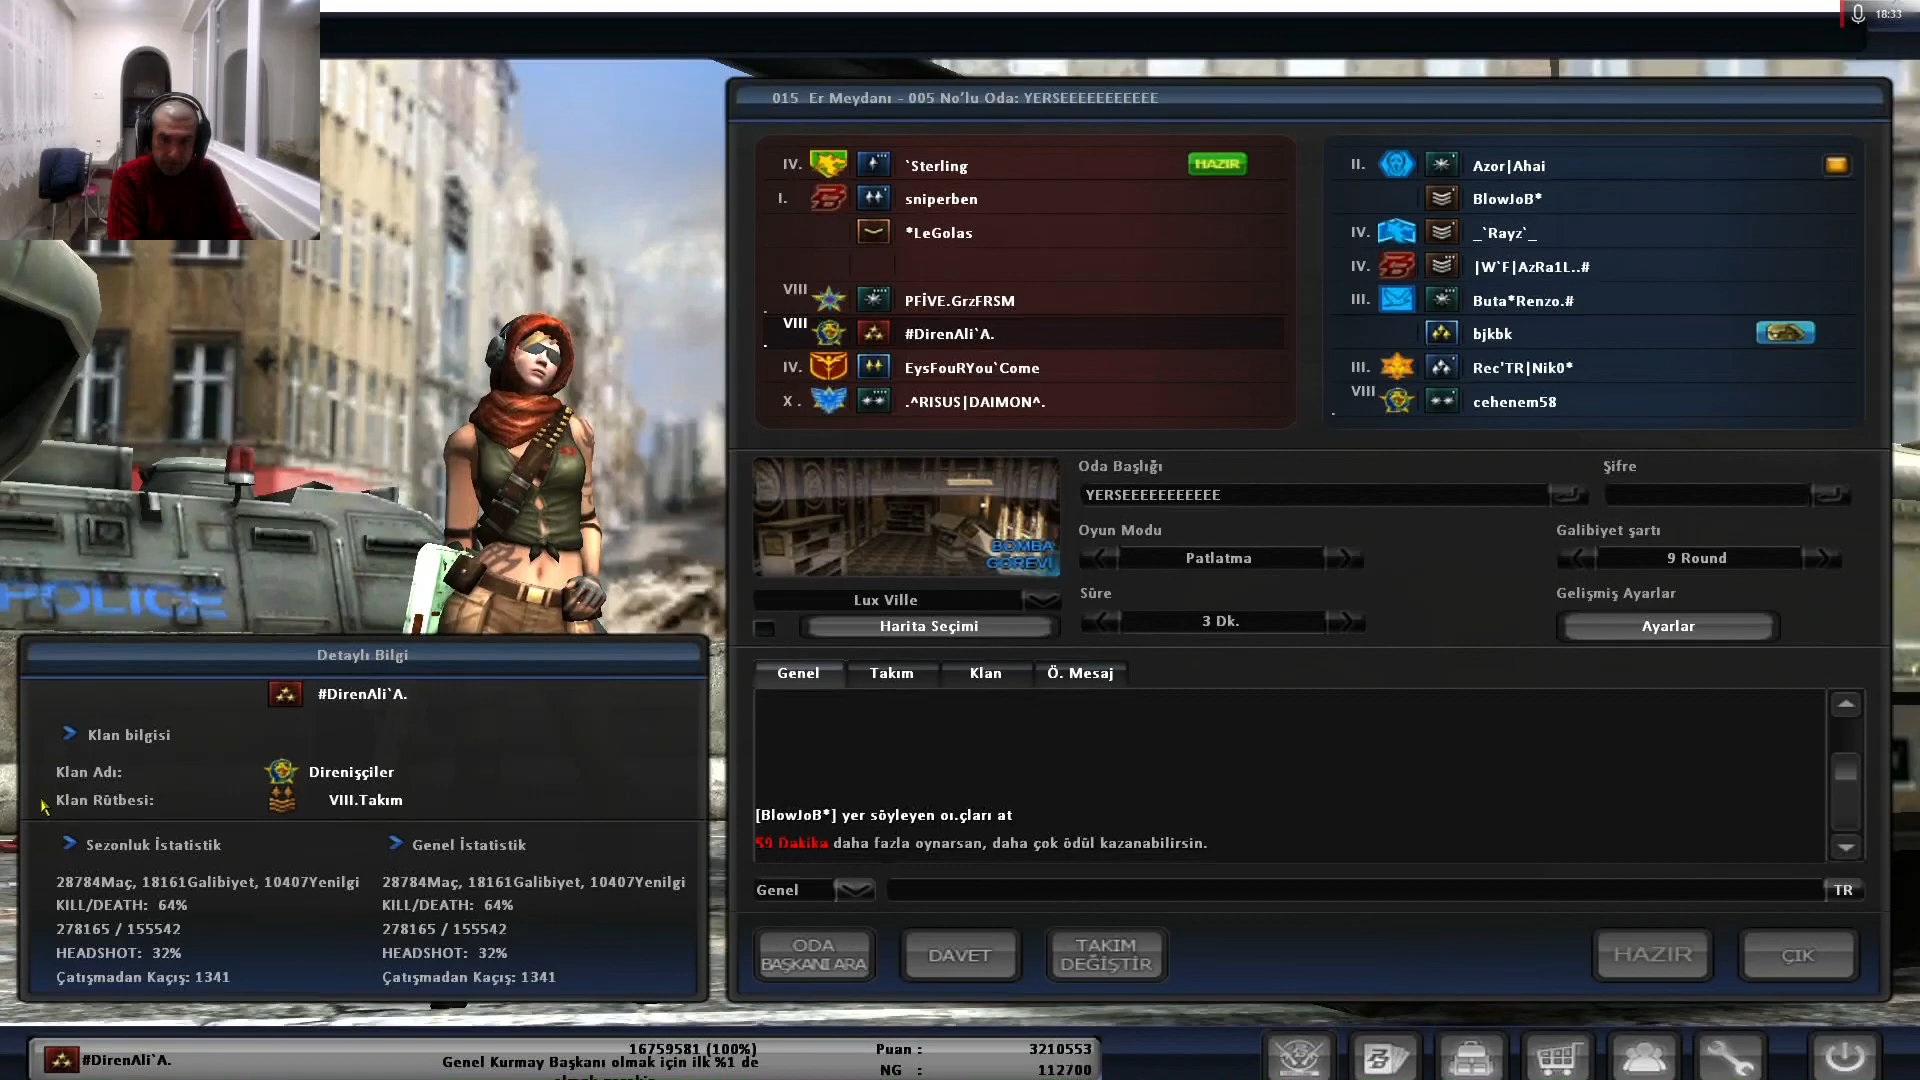 18:33
015 Er Meydanı - 005 No'lu Oda: YERSEEEEEEEEEEE
IV. `Sterling HAZIR
I. sniperben
*LeGolas
VIII. PFİVE.GrzFRSM
VIII. #DirenAli`A.
IV. EysFouRYou`Come
X. .^RISUS|DAIMON^.
II. Azor|Ahai
BlowJoB*
IV. _`Rayz`_
IV. |W`F|AzRa1L..#
III. Buta*Renzo.#
bjkbk
III. Rec'TR|Nik0*
VIII. cehenem58
BOMBA
GÖREVİ
Lux Ville
Harita Seçimi
Oda Başlığı
YERSEEEEEEEEEEE
Şifre
Oyun Modu
Patlatma
Galibiyet şartı
9 Round
Süre
3 Dk.
Gelişmiş Ayarlar
Ayarlar
POLICE
Detaylı Bilgi
#DirenAli`A.
Klan bilgisi
Klan Adı: Direnişçiler
Klan Rütbesi: VIII.Takım
Sezonluk İstatistik
28784Maç, 18161Galibiyet, 10407Yenilgi
KILL/DEATH: 64%
278165 / 155542
HEADSHOT: 32%
Çatışmadan Kaçış: 1341
Genel İstatistik
28784Maç, 18161Galibiyet, 10407Yenilgi
KILL/DEATH: 64%
278165 / 155542
HEADSHOT: 32%
Çatışmadan Kaçış: 1341
Genel Takım Klan Ö. Mesaj
[BlowJoB*] yer söyleyen oı.çları at
59 Dakika daha fazla oynarsan, daha çok ödül kazanabilirsin.
Genel
TR
ODA
BAŞKANI ARA
DAVET
TAKIM
DEĞİŞTİR
HAZIR
ÇIK
#DirenAli`A.
16759581 (100%)
Genel Kurmay Başkanı olmak için ilk %1 de
Puan : 3210553
NG : 112700